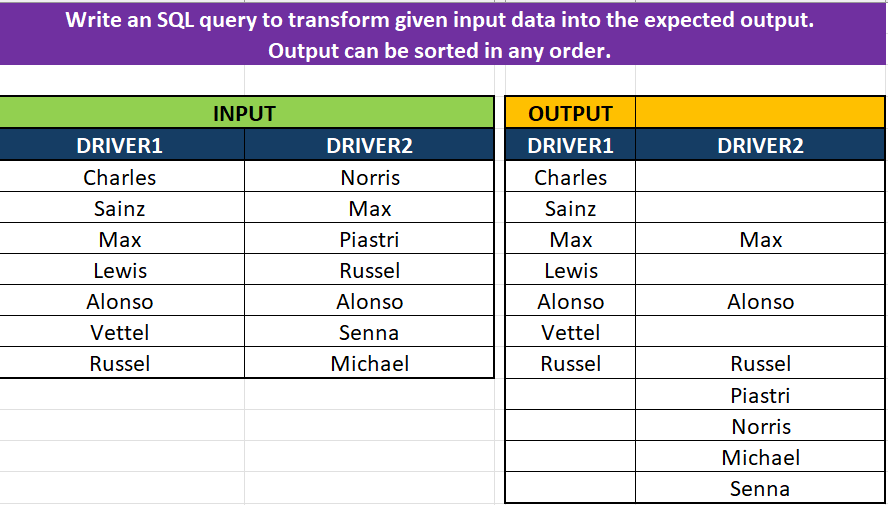 Write an SQL query to transform given input data into the expected output.
Output can be sorted in any order.
INPUT OUTPUT
DRIVER1 DRIVER2 DRIVER1 DRIVER2
Charles Norris Charles
Sainz Max Sainz
Max Piastri Max Max
Lewis Russel Lewis
Alonso Alonso Alonso Alonso
Vettel Senna Vettel
Russel Michael Russel Russel
Piastri
Norris
Michael
Senna